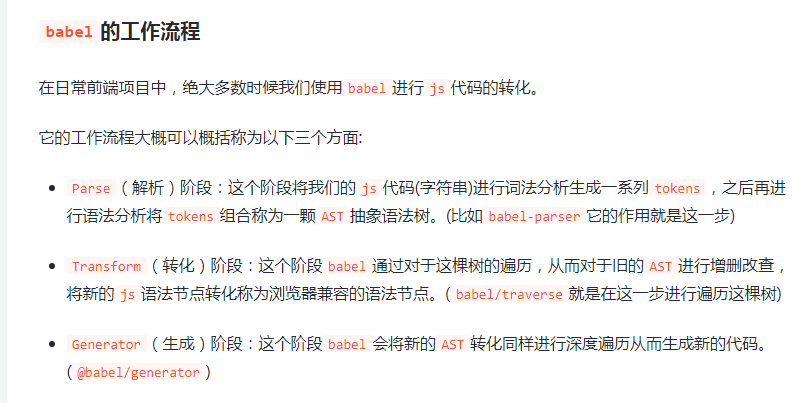 babel 的工作流程
在日常前端项目中，绝大多数时候我们使用 babel 进行 js 代码的转化。
它的工作流程大概可以概括称为以下三个方面:
Parse（解析）阶段：这个阶段将我们的 js 代码(字符串)进行词法分析生成一系列 tokens ，之后再进
行语法分析将 tokens 组合称为一颗 AST 抽象语法树。(比如 babel-parser 它的作用就是这一步)
Transform（转化）阶段：这个阶段 babel 通过对于这棵树的遍历，从而对于旧的 AST 进行增删改查，
将新的 js 语法节点转化称为浏览器兼容的语法节点。( babel/traverse 就是在这一步进行遍历这棵树)
Generator（生成）阶段：这个阶段 babel 会将新的 AST 转化同样进行深度遍历从而生成新的代码。
( @babel/generator )